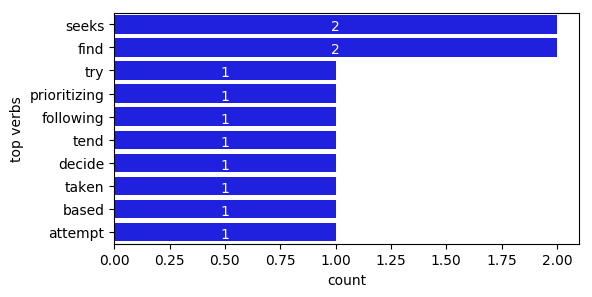 seeks 2
find 2
try 1
prioritizing 1
following 1
tend 1
decide 1
taken 1
based 1
attempt 1
0.00 0.25 0.50 0.75 1.00 1.25 1.50 1.75 2.00
count
top verbs